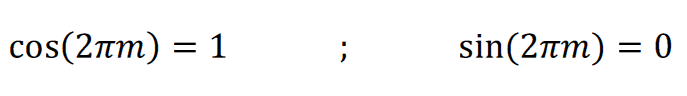 cos(2𝜋𝑚) = 1 ; sin(2𝜋𝑚) = 0